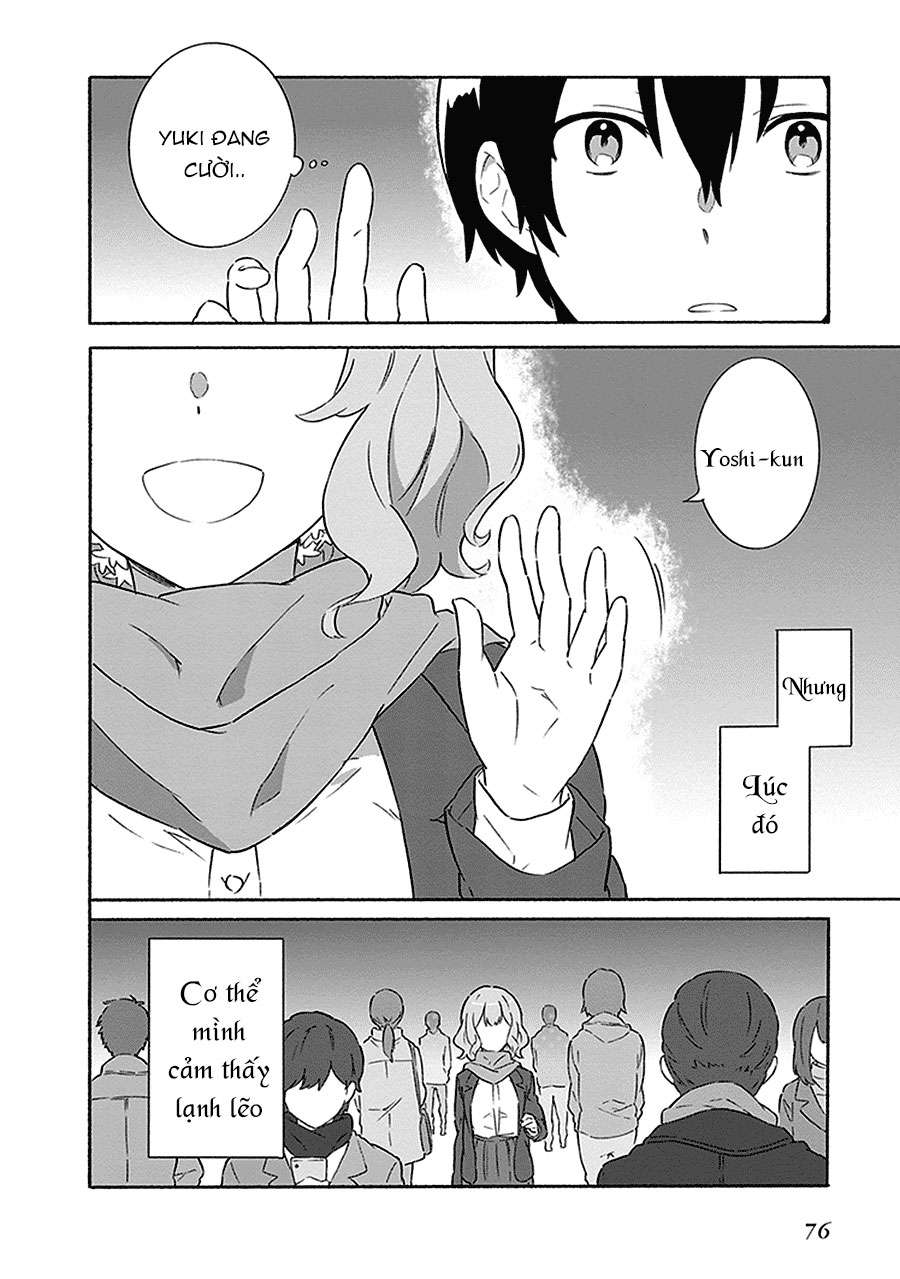 YUKI ĐANG
CƯỜI..
Yoshi-kun
Nhưng
Lúc
đó
Cơ thể
mình
cảm thấy
lạnh lẽo
76